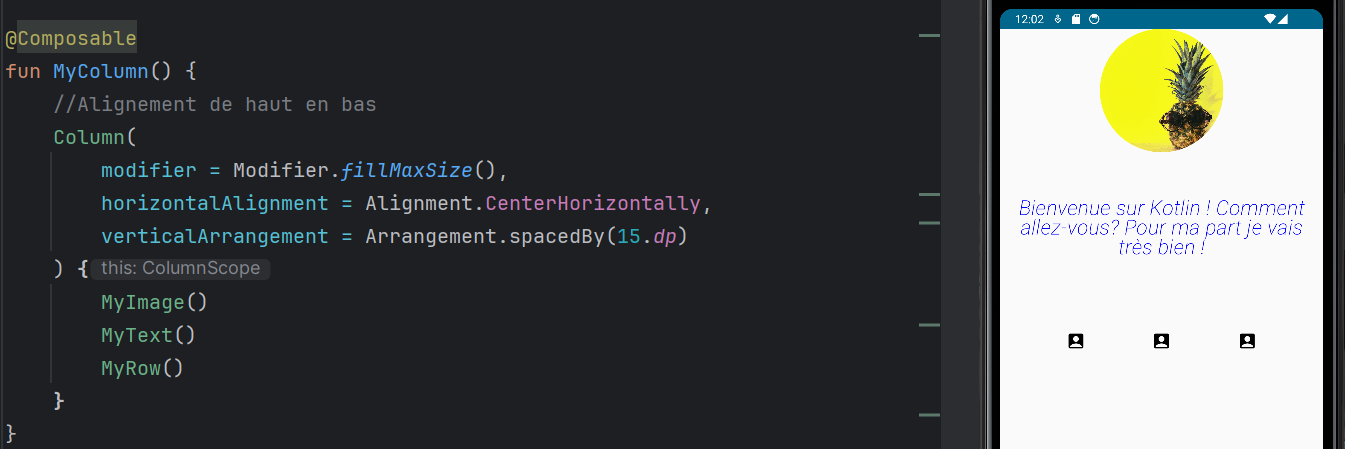 @Composable
fun MyColumn() {
//Alignement de haut en bas
Column(
modifier = Modifier.fillMaxSize(),
horizontalAlignment = Alignment.CenterHorizontally,
verticalArrangement = Arrangement.spacedBy(15.dp)
) { this: ColumnScope
MyImage()
MyText()
MyRow()
}
}
12:02
Bienvenue sur Kotlin ! Comment
allez-vous? Pour ma part je vais
très bien !